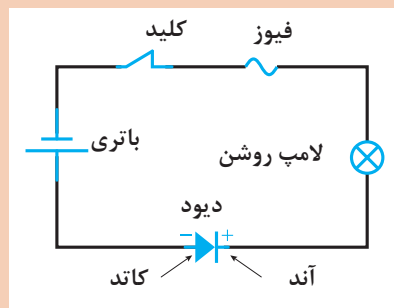 فیوز
کلید
باتری
لامپ روشن
دیود
− +
آند
کاتد